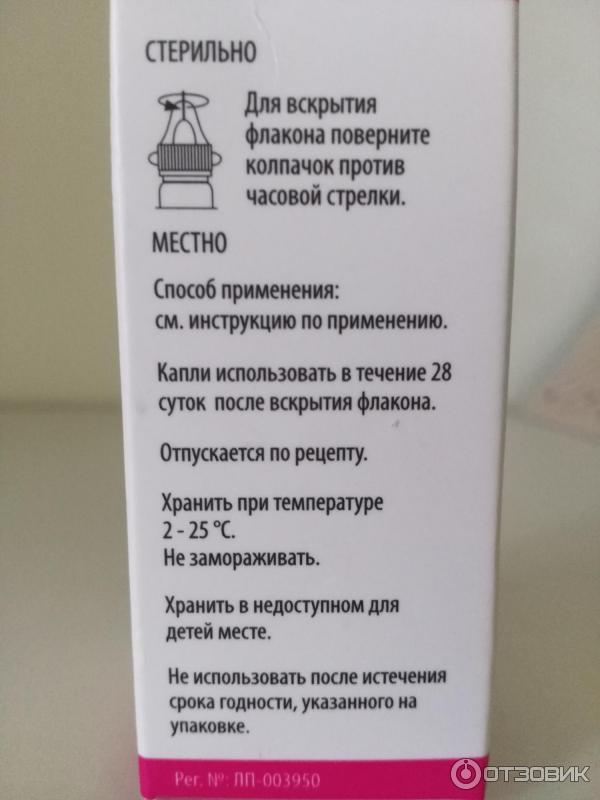 СТЕРИЛЬНО
Для вскрытия
флакона поверните
колпачок против
часовой стрелки.
МЕСТНО
Способ применения:
см. инструкцию по применению.
Капли использовать в течение 28
суток после вскрытия флакона.
Отпускается по рецепту.
Хранить при температуре
2 - 25 °C.
Не замораживать.
Хранить в недоступном для
детей месте.
Не использовать после истечения
срока годности, указанного на
упаковке.
Рег. №: ЛП-003950
ОТЗОВИК